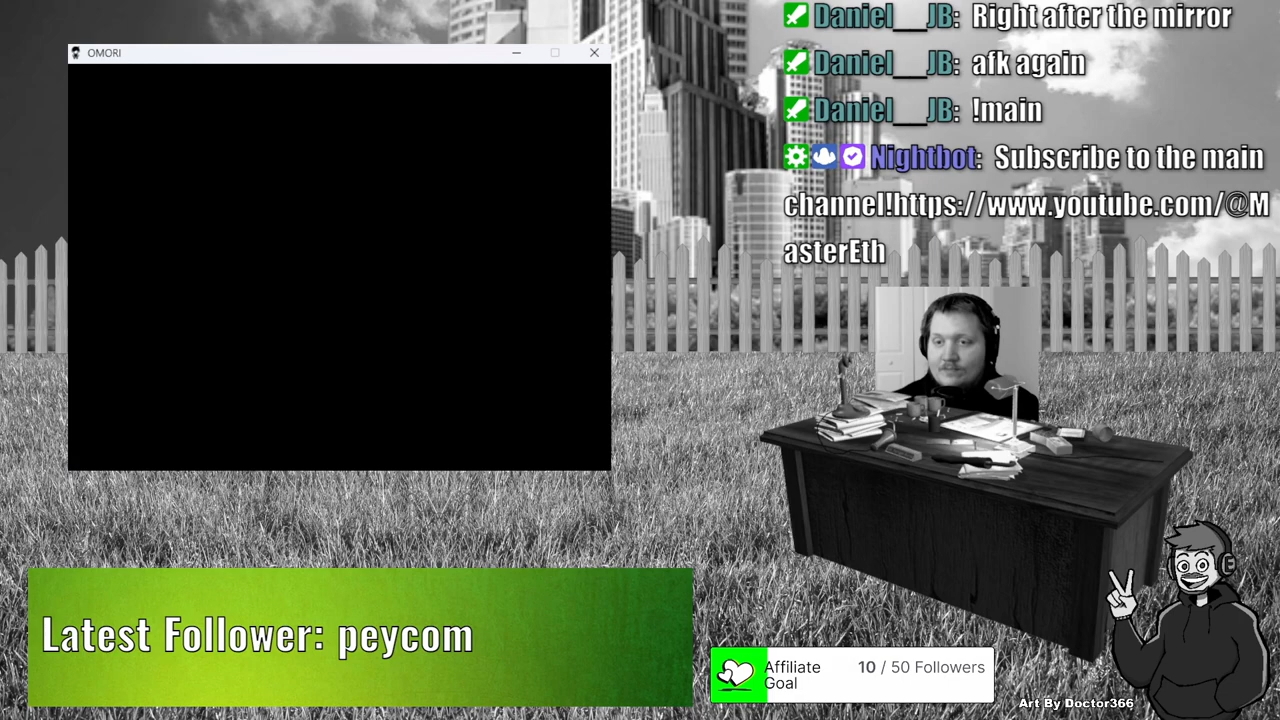 OMORI
Daniel__JB: Right after the mirror
Daniel__JB: afk again
Daniel__JB: !main
Nightbot: Subscribe to the main
channel!https://www.youtube.com/@M
asterEth
Latest Follower: peycom
Affiliate
Goal
10 / 50 Followers
Art By Doctor366